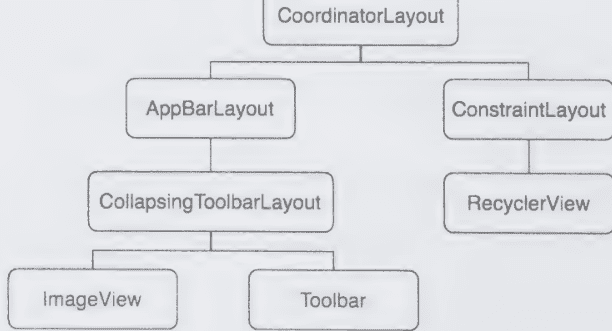 CoordinatorLayout
AppBarLayout
ConstraintLayout
CollapsingToolbarLayout
RecyclerView
ImageView
Toolbar